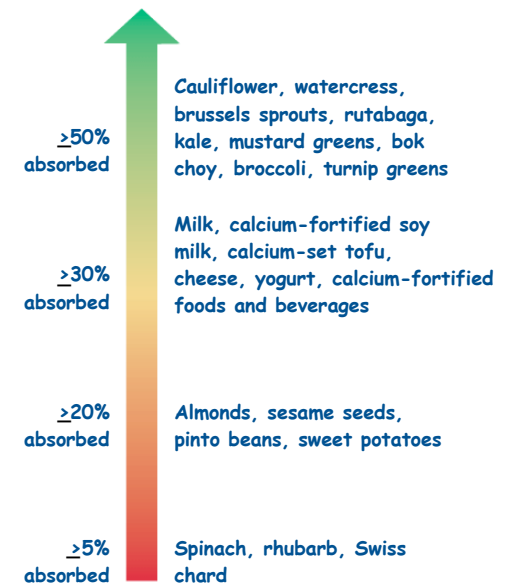 ≥50%
absorbed
Cauliflower, watercress,
brussels sprouts, rutabaga,
kale, mustard greens, bok
choy, broccoli, turnip greens
≥30%
absorbed
Milk, calcium-fortified soy
milk, calcium-set tofu,
cheese, yogurt, calcium-fortified
foods and beverages
≥20%
absorbed
Almonds, sesame seeds,
pinto beans, sweet potatoes
≥5%
absorbed
Spinach, rhubarb, Swiss
chard